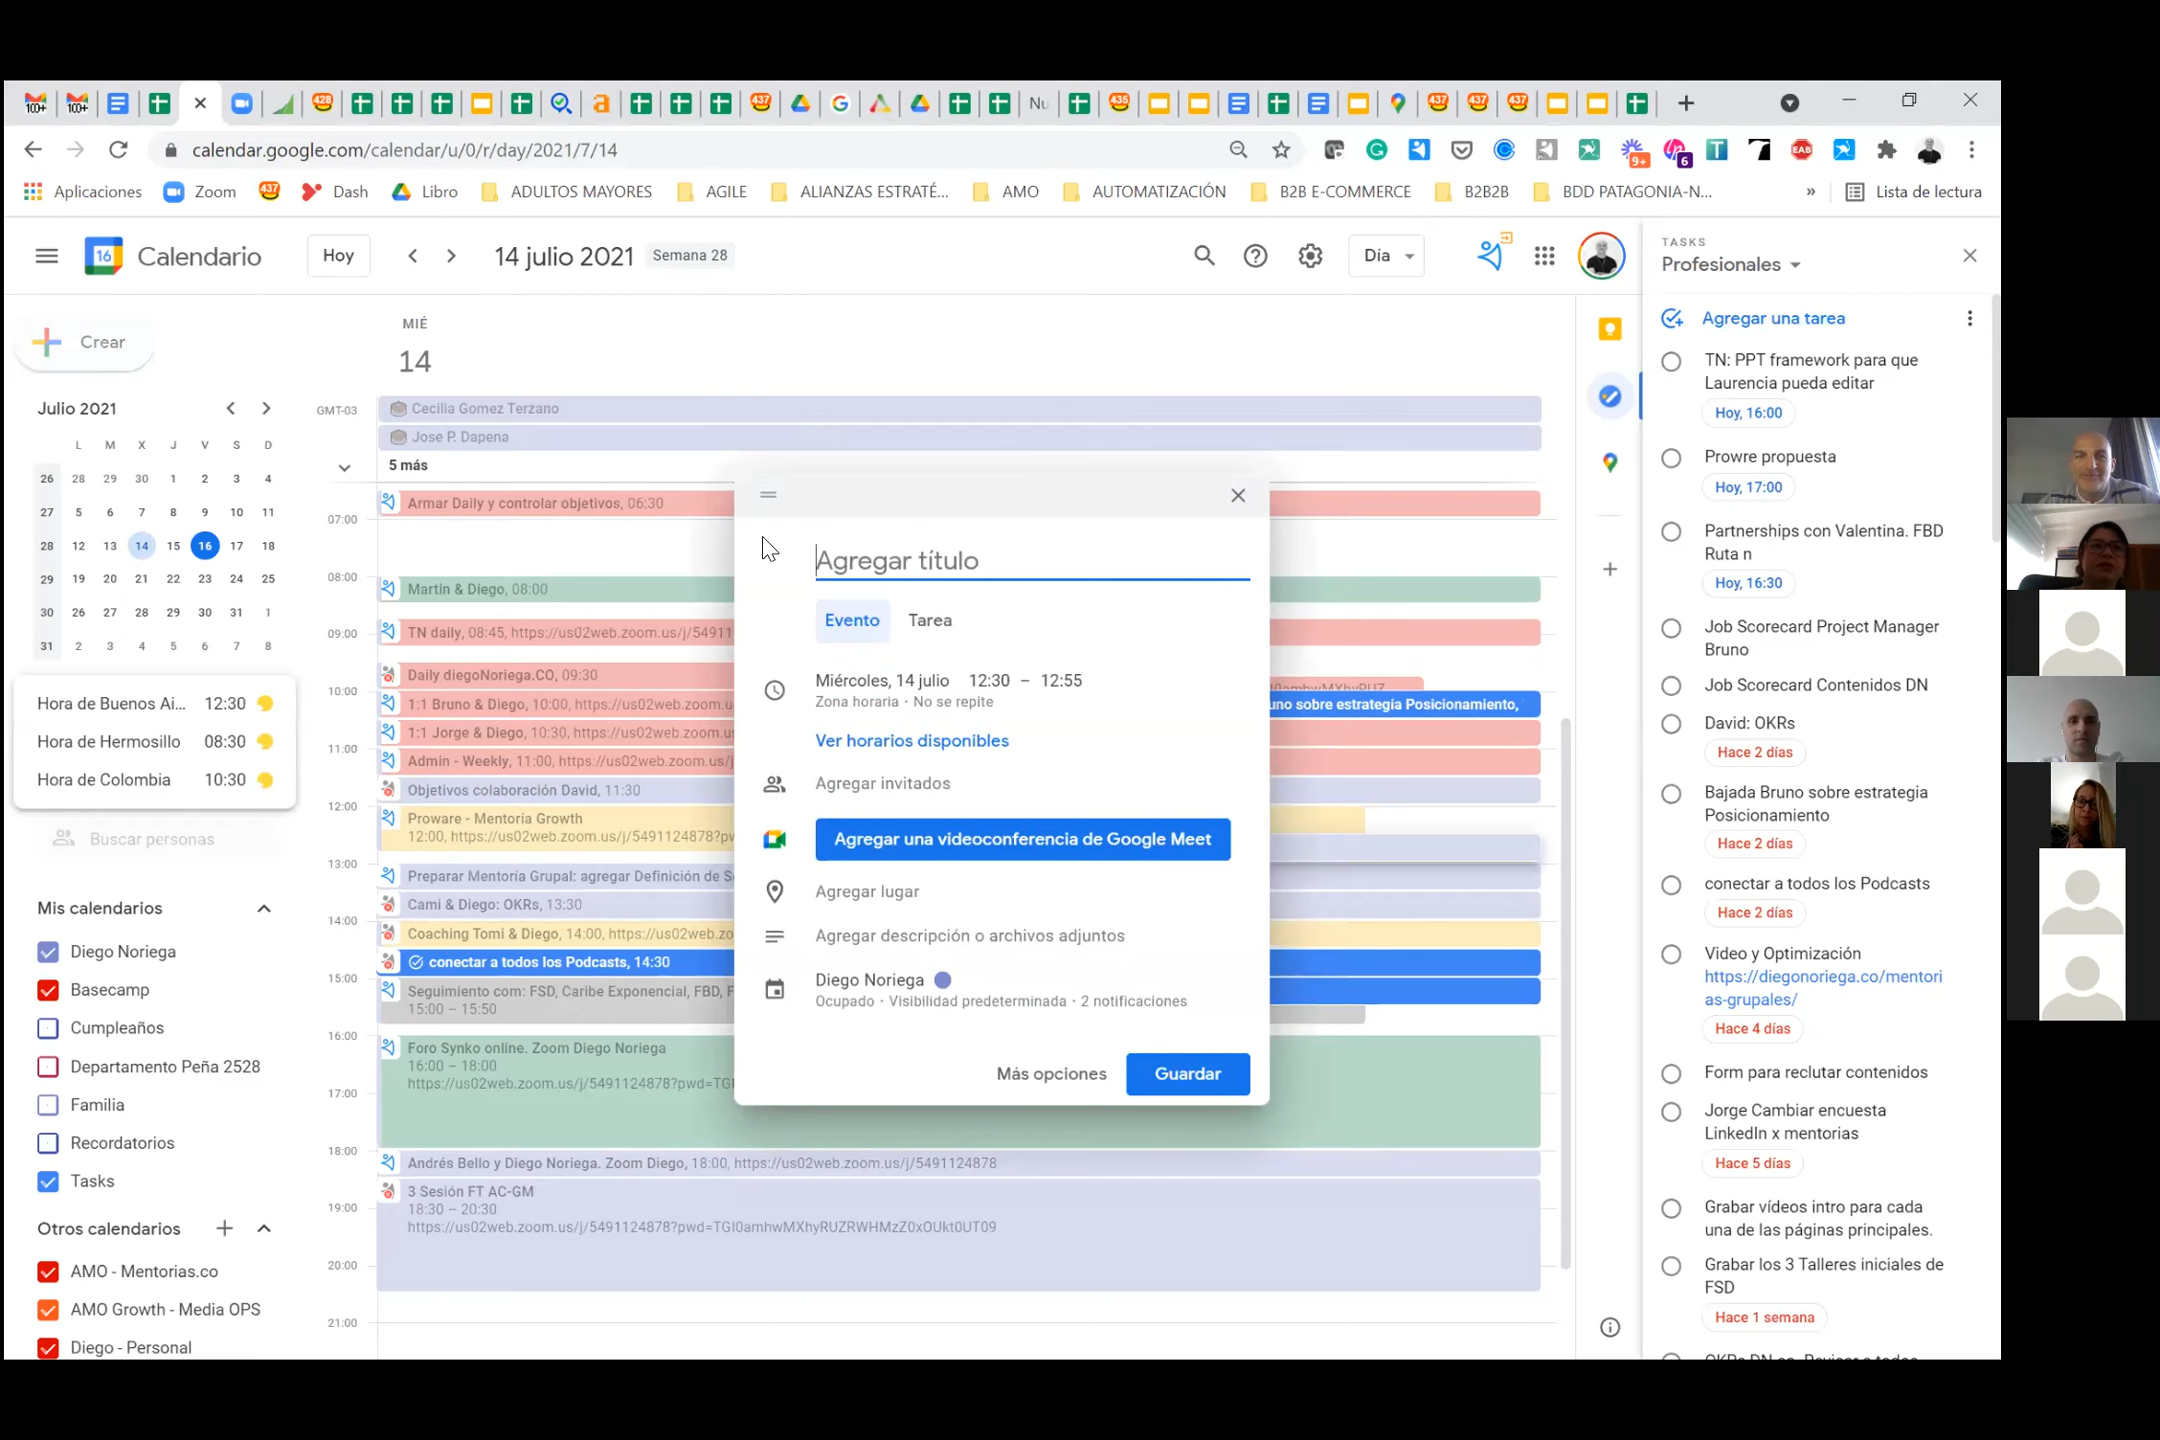 calendar.google.com/calendar/u/0/r/day/2021/7/14
Aplicaciones
Zoom
437
Dash
Libro
ADULTOS MAYORES
AGILE
ALIANZAS ESTRATÉ...
AMO
AUTOMATIZACIÓN
B2B E-COMMERCE
B2B2B
BDD PATAGONIA-N...
»
Lista de lectura
16
Calendario
Hoy
14 julio 2021
Semana 28
Día
Crear
Julio 2021
L M X J V S D
26 28 29 30 1 2 3 4
27 5 6 7 8 9 10 11
28 12 13 14 15 16 17 18
29 19 20 21 22 23 24 25
30 26 27 28 29 30 31 1
31 2 3 4 5 6 7 8
Hora de Buenos Ai... 12:30
Hora de Hermosillo 08:30
Hora de Colombia 10:30
Buscar personas
Mis calendarios
Diego Noriega
Basecamp
Cumpleaños
Departamento Peña 2528
Familia
Recordatorios
Tasks
Otros calendarios
AMO - Mentorias.co
AMO Growth - Media OPS
Diego - Personal
MIÉ
14
GMT-03
Cecilia Gomez Terzano
Jose P. Dapena
5 más
Armar Daily y controlar objetivos, 06:30
07:00
08:00
Martin & Diego, 08:00
09:00
TN daily, 08:45, https://us02web.zoom.us/j/5491
Daily diegoNoriega.CO, 09:30
10:00
1:1 Bruno & Diego, 10:00, https://us02web.zoom.u
uno sobre estrategia Posicionamiento,
1:1 Jorge & Diego, 10:30, https://us02web.zoom.u
11:00
Admin - Weekly, 11:00, https://us02web.zoom.us/j
Objetivos colaboración David, 11:30
12:00
Proware - Mentoría Growth
12:00, https://us02web.zoom.us/j/5491124878?pw
13:00
Preparar Mentoría Grupal: agregar Definición de S
Cami & Diego: OKRs, 13:30
14:00
Coaching Tomi & Diego, 14:00, https://us02web.zo
conectar a todos los Podcasts, 14:30
15:00
Seguimiento com: FSD, Caribe Exponencial, FBD, F
15:00 – 15:50
16:00
Foro Synko online. Zoom Diego Noriega
16:00 – 18:00
https://us02web.zoom.us/j/5491124878?pwd=TGI
17:00
18:00
Andrés Bello y Diego Noriega. Zoom Diego, 18:00, https://us02web.zoom.us/j/5491124878
3 Sesión FT AC-GM
18:30 – 20:30
19:00
https://us02web.zoom.us/j/5491124878?pwd=TGI0amhwMXhyRUZRWHMzZ0xOUkt0UT09
20:00
21:00
Agregar título
Evento
Tarea
Miércoles, 14 julio 12:30 – 12:55
Zona horaria · No se repite
Ver horarios disponibles
Agregar invitados
Agregar una videoconferencia de Google Meet
Agregar lugar
Agregar descripción o archivos adjuntos
Diego Noriega
Ocupado · Visibilidad predeterminada · 2 notificaciones
Más opciones
Guardar
TASKS
Profesionales
Agregar una tarea
TN: PPT framework para que
Laurencia pueda editar
Hoy, 16:00
Prowre propuesta
Hoy, 17:00
Partnerships con Valentina. FBD
Ruta n
Hoy, 16:30
Job Scorecard Project Manager
Bruno
Job Scorecard Contenidos DN
David: OKRs
Hace 2 días
Bajada Bruno sobre estrategia
Posicionamiento
Hace 2 días
conectar a todos los Podcasts
Hace 2 días
Video y Optimización
https://diegonoriega.co/mentori
as-grupales/
Hace 4 días
Form para reclutar contenidos
Jorge Cambiar encuesta
LinkedIn x mentorias
Hace 5 días
Grabar vídeos intro para cada
una de las páginas principales.
Grabar los 3 Talleres iniciales de
FSD
Hace 1 semana